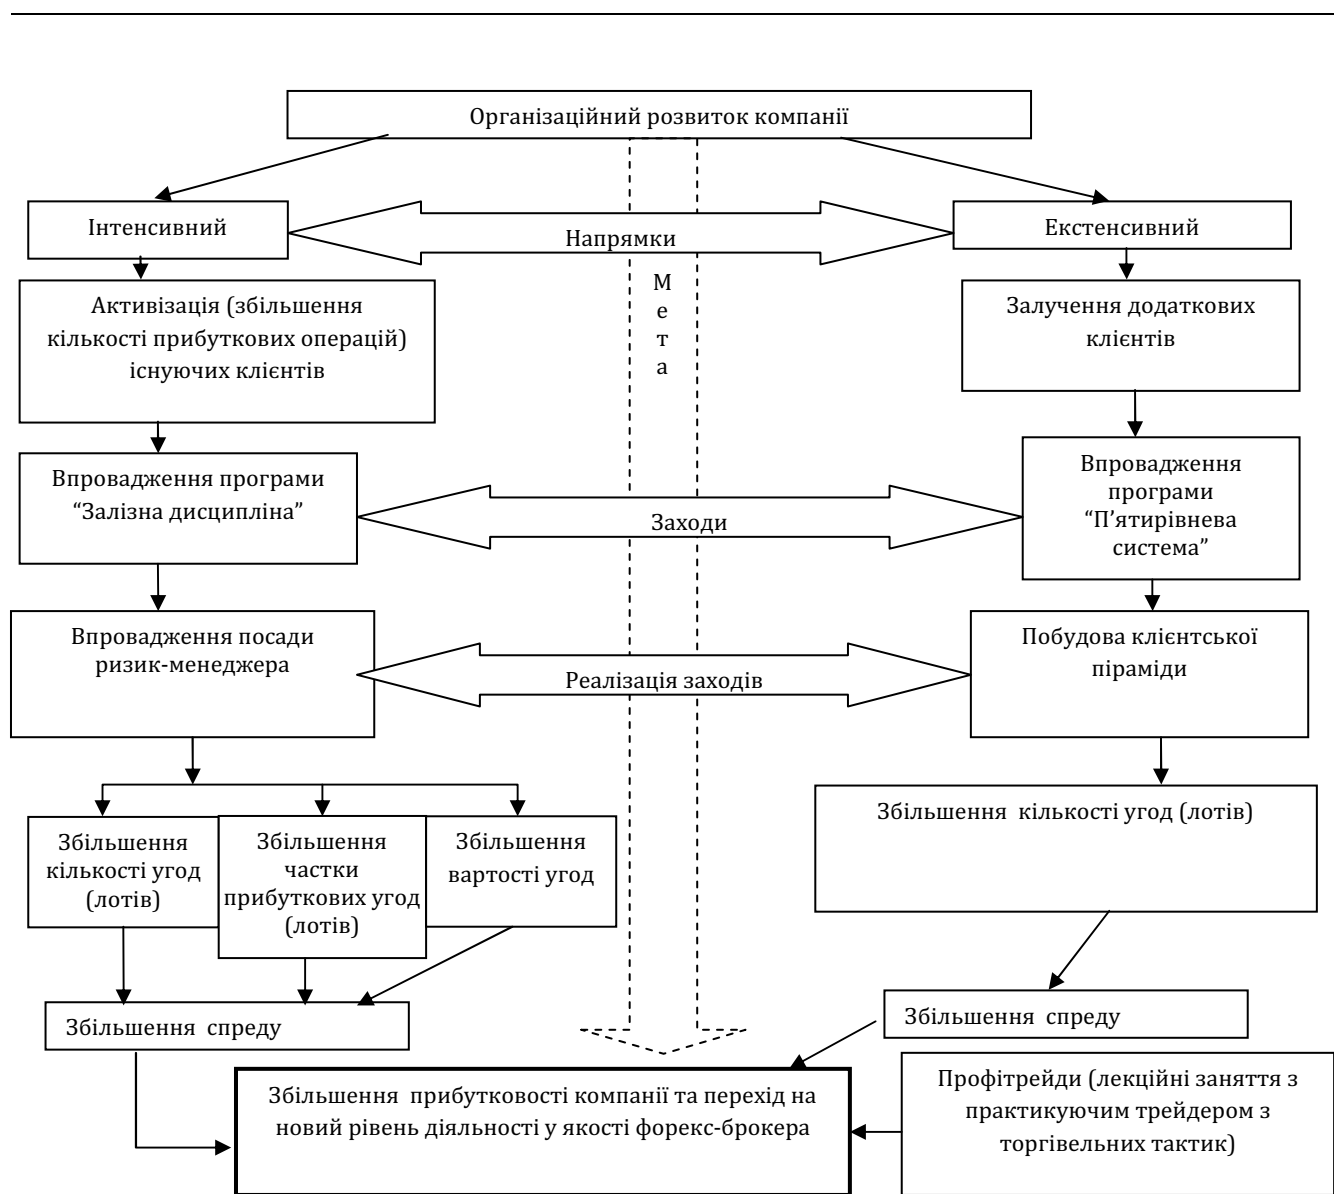 Організаційний розвиток компанії
Інтенсивний
Напрямки
Екстенсивний
М
е
т
а
Активізація (збільшення
кількості прибуткових операцій)
існуючих клієнтів
Залучення додаткових
клієнтів
Впровадження програми
“Залізна дисципліна”
Заходи
Впровадження
програми
“П’ятирівнева
система”
Впровадження посади
ризик-менеджера
Реалізація заходів
Побудова клієнтської
піраміди
Збільшення
кількості угод
(лотів)
Збільшення
частки
прибуткових угод
(лотів)
Збільшення
вартості угод
Збільшення кількості угод (лотів)
Збільшення спреду
Збільшення спреду
Збільшення прибутковості компанії та перехід на
новий рівень діяльності у якості форекс-брокера
Профітрейди (лекційні заняття з
практикуючим трейдером з
торгівельних тактик)